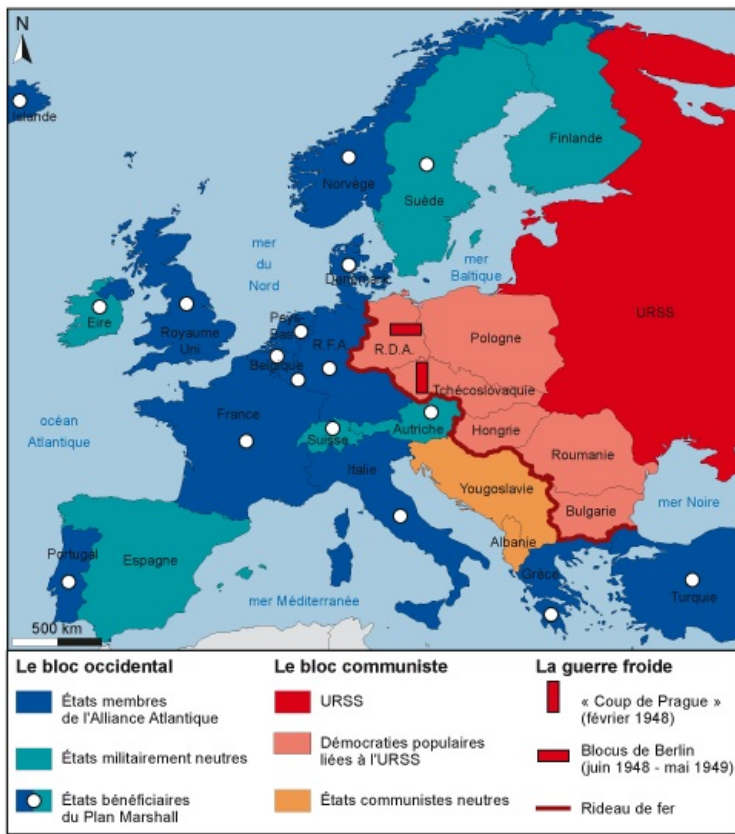 N
Islande
Finlande
Norvège
Suède
mer
du
Nord
Danemark
mer
Baltique
URSS
Eire
Royaume
Uni
Pays-
Bas
Belgique
R.F.A.
R.D.A.
Pologne
Tchécoslovaquie
océan
Atlantique
France
Suisse
Autriche
Hongrie
Roumanie
Italie
Yougoslavie
Bulgarie
mer Noire
Albanie
Portugal
Espagne
Grèce
Turquie
mer Méditerranée
500 km
Le bloc occidental
États membres
de l'Alliance Atlantique
États militairement neutres
États bénéficiaires
du Plan Marshall
Le bloc communiste
URSS
Démocraties populaires
liées à l'URSS
États communistes neutres
La guerre froide
« Coup de Prague »
(février 1948)
Blocus de Berlin
(juin 1948 - mai 1949)
Rideau de fer